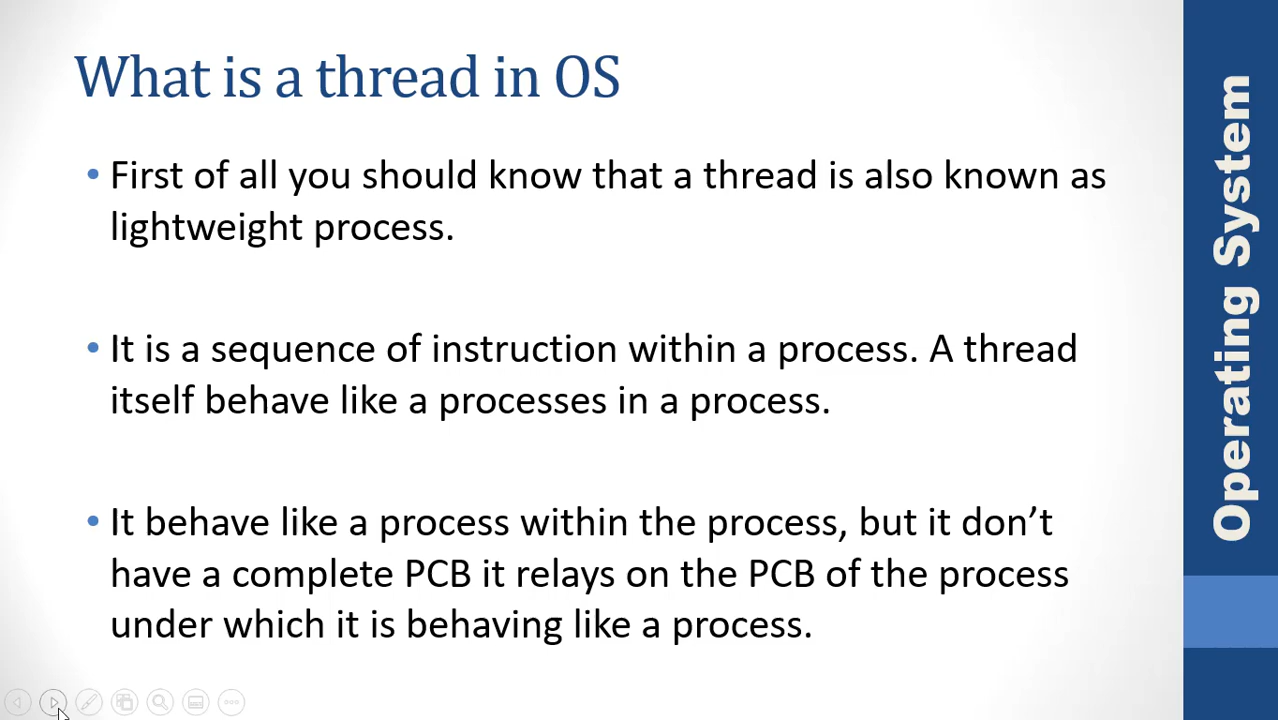 What is a thread in OS
• First of all you should know that a thread is also known as
lightweight process.
• It is a sequence of instruction within a process. A thread
itself behave like a processes in a process.
• It behave like a process within the process, but it don’t
have a complete PCB it relays on the PCB of the process
under which it is behaving like a process.
Operating System